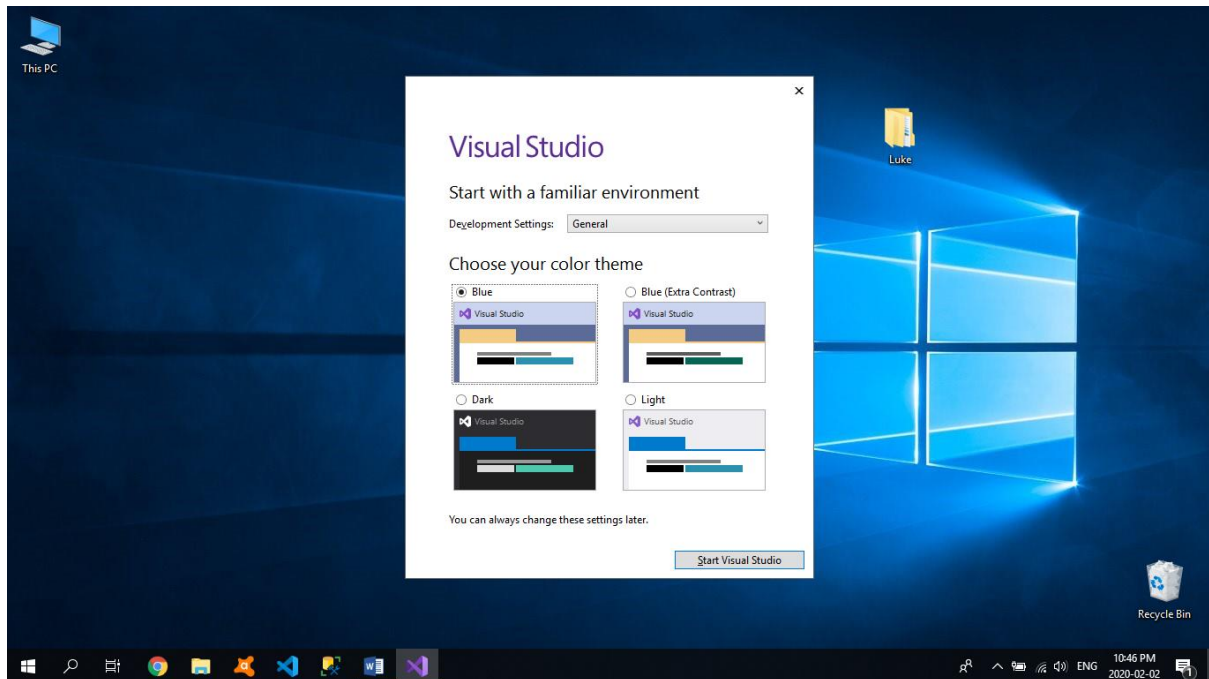 This PC
Luke
Visual Studio
Start with a familiar environment
Development Settings: General
Choose your color theme
Blue
Blue (Extra Contrast)
Visual Studio
Visual Studio
Dark
Light
Visual Studio
Visual Studio
You can always change these settings later.
Start Visual Studio
Recycle Bin
ENG
10:46 PM
2020-02-02
1